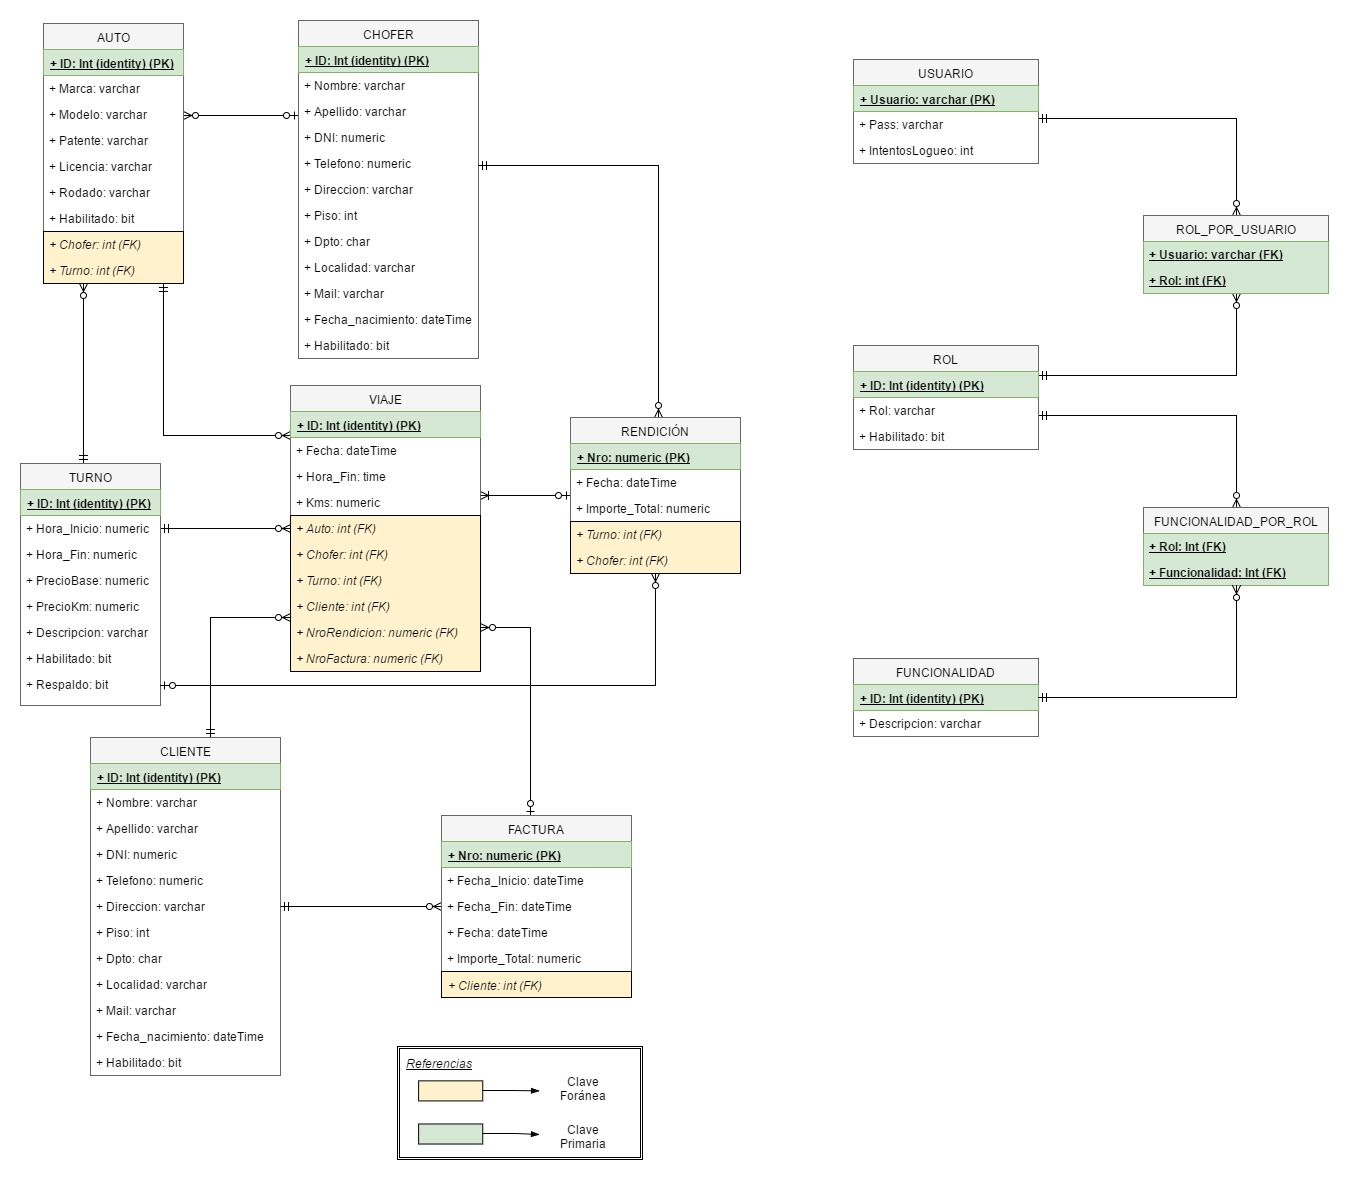 AUTO
+ ID: Int (identity) (PK)
+ Marca: varchar
+ Modelo: varchar
+ Patente: varchar
+ Licencia: varchar
+ Rodado: varchar
+ Habilitado: bit
+ Chofer: int (FK)
+ Turno: int (FK)
CHOFER
+ ID: Int (identity) (PK)
+ Nombre: varchar
+ Apellido: varchar
+ DNI: numeric
+ Telefono: numeric
+ Direccion: varchar
+ Piso: int
+ Dpto: char
+ Localidad: varchar
+ Mail: varchar
+ Fecha_nacimiento: dateTime
+ Habilitado: bit
VIAJE
+ ID: Int (identity) (PK)
+ Fecha: dateTime
+ Hora_Fin: time
+ Kms: numeric
+ Auto: int (FK)
+ Chofer: int (FK)
+ Turno: int (FK)
+ Cliente: int (FK)
+ NroRendicion: numeric (FK)
+ NroFactura: numeric (FK)
RENDICIÓN
+ Nro: numeric (PK)
+ Fecha: dateTime
+ Importe_Total: numeric
+ Turno: int (FK)
+ Chofer: int (FK)
TURNO
+ ID: Int (identity) (PK)
+ Hora_Inicio: numeric
+ Hora_Fin: numeric
+ PrecioBase: numeric
+ PrecioKm: numeric
+ Descripcion: varchar
+ Habilitado: bit
+ Respaldo: bit
CLIENTE
+ ID: Int (identity) (PK)
+ Nombre: varchar
+ Apellido: varchar
+ DNI: numeric
+ Telefono: numeric
+ Direccion: varchar
+ Piso: int
+ Dpto: char
+ Localidad: varchar
+ Mail: varchar
+ Fecha_nacimiento: dateTime
+ Habilitado: bit
FACTURA
+ Nro: numeric (PK)
+ Fecha_Inicio: dateTime
+ Fecha_Fin: dateTime
+ Fecha: dateTime
+ Importe_Total: numeric
+ Cliente: int (FK)
Referencias
Clave
Foránea
Clave
Primaria
USUARIO
+ Usuario: varchar (PK)
+ Pass: varchar
+ IntentosLogueo: int
ROL_POR_USUARIO
+ Usuario: varchar (FK)
+ Rol: int (FK)
ROL
+ ID: Int (identity) (PK)
+ Rol: varchar
+ Habilitado: bit
FUNCIONALIDAD_POR_ROL
+ Rol: Int (FK)
+ Funcionalidad: Int (FK)
FUNCIONALIDAD
+ ID: Int (identity) (PK)
+ Descripcion: varchar